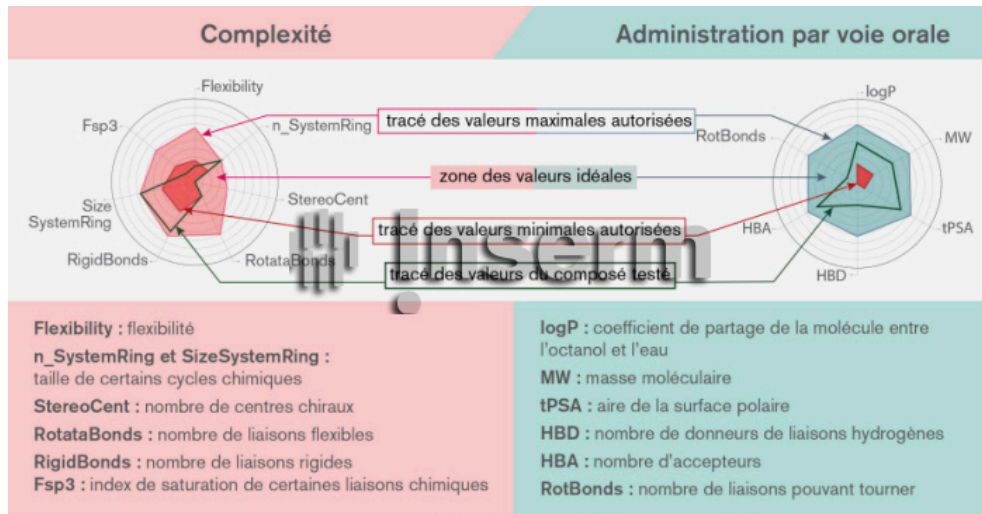 Complexité
Administration par voie orale
Flexibility
n_SystemRing
StereoCent
RotataBonds
RigidBonds
Size
SystemRing
Fsp3
tracé des valeurs maximales autorisées
zone des valeurs idéales
tracé des valeurs minimales autorisées
tracé des valeurs du composé testé
logP
MW
tPSA
HBD
HBA
RotBonds
Inserm
Flexibility : flexibilité
n_SystemRing et SizeSystemRing :
taille de certains cycles chimiques
StereoCent : nombre de centres chiraux
RotataBonds : nombre de liaisons flexibles
RigidBonds : nombre de liaisons rigides
Fsp3 : index de saturation de certaines liaisons chimiques
logP : coefficient de partage de la molécule entre
l'octanol et l'eau
MW : masse moléculaire
tPSA : aire de la surface polaire
HBD : nombre de donneurs de liaisons hydrogènes
HBA : nombre d'accepteurs
RotBonds : nombre de liaisons pouvant tourner